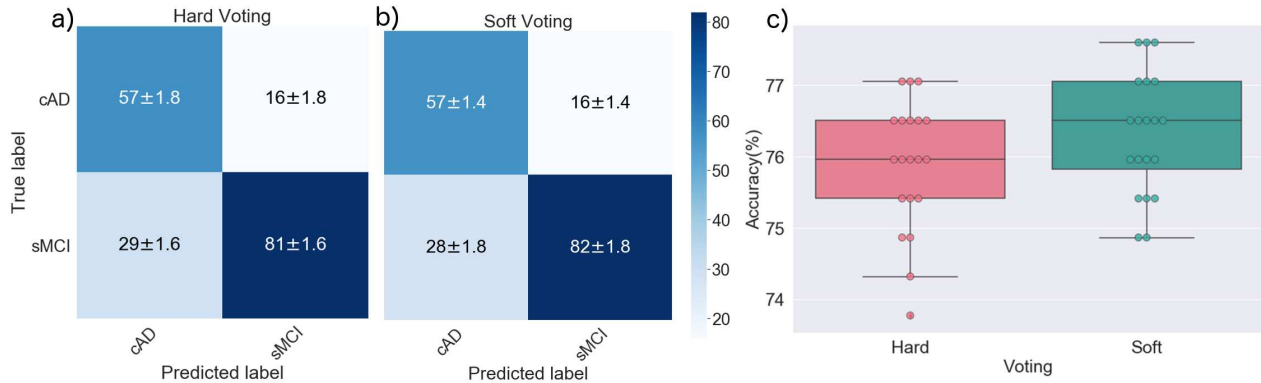 a)
Hard Voting
cAD
sMCI
True label
57±1.8
16±1.8
29±1.6
81±1.6
cAD
sMCI
Predicted label
b)
Soft Voting
57±1.4
16±1.4
28±1.8
82±1.8
cAD
sMCI
Predicted label
80
70
60
50
40
30
20
c)
Accuracy(%)
77
76
75
74
Hard
Soft
Voting